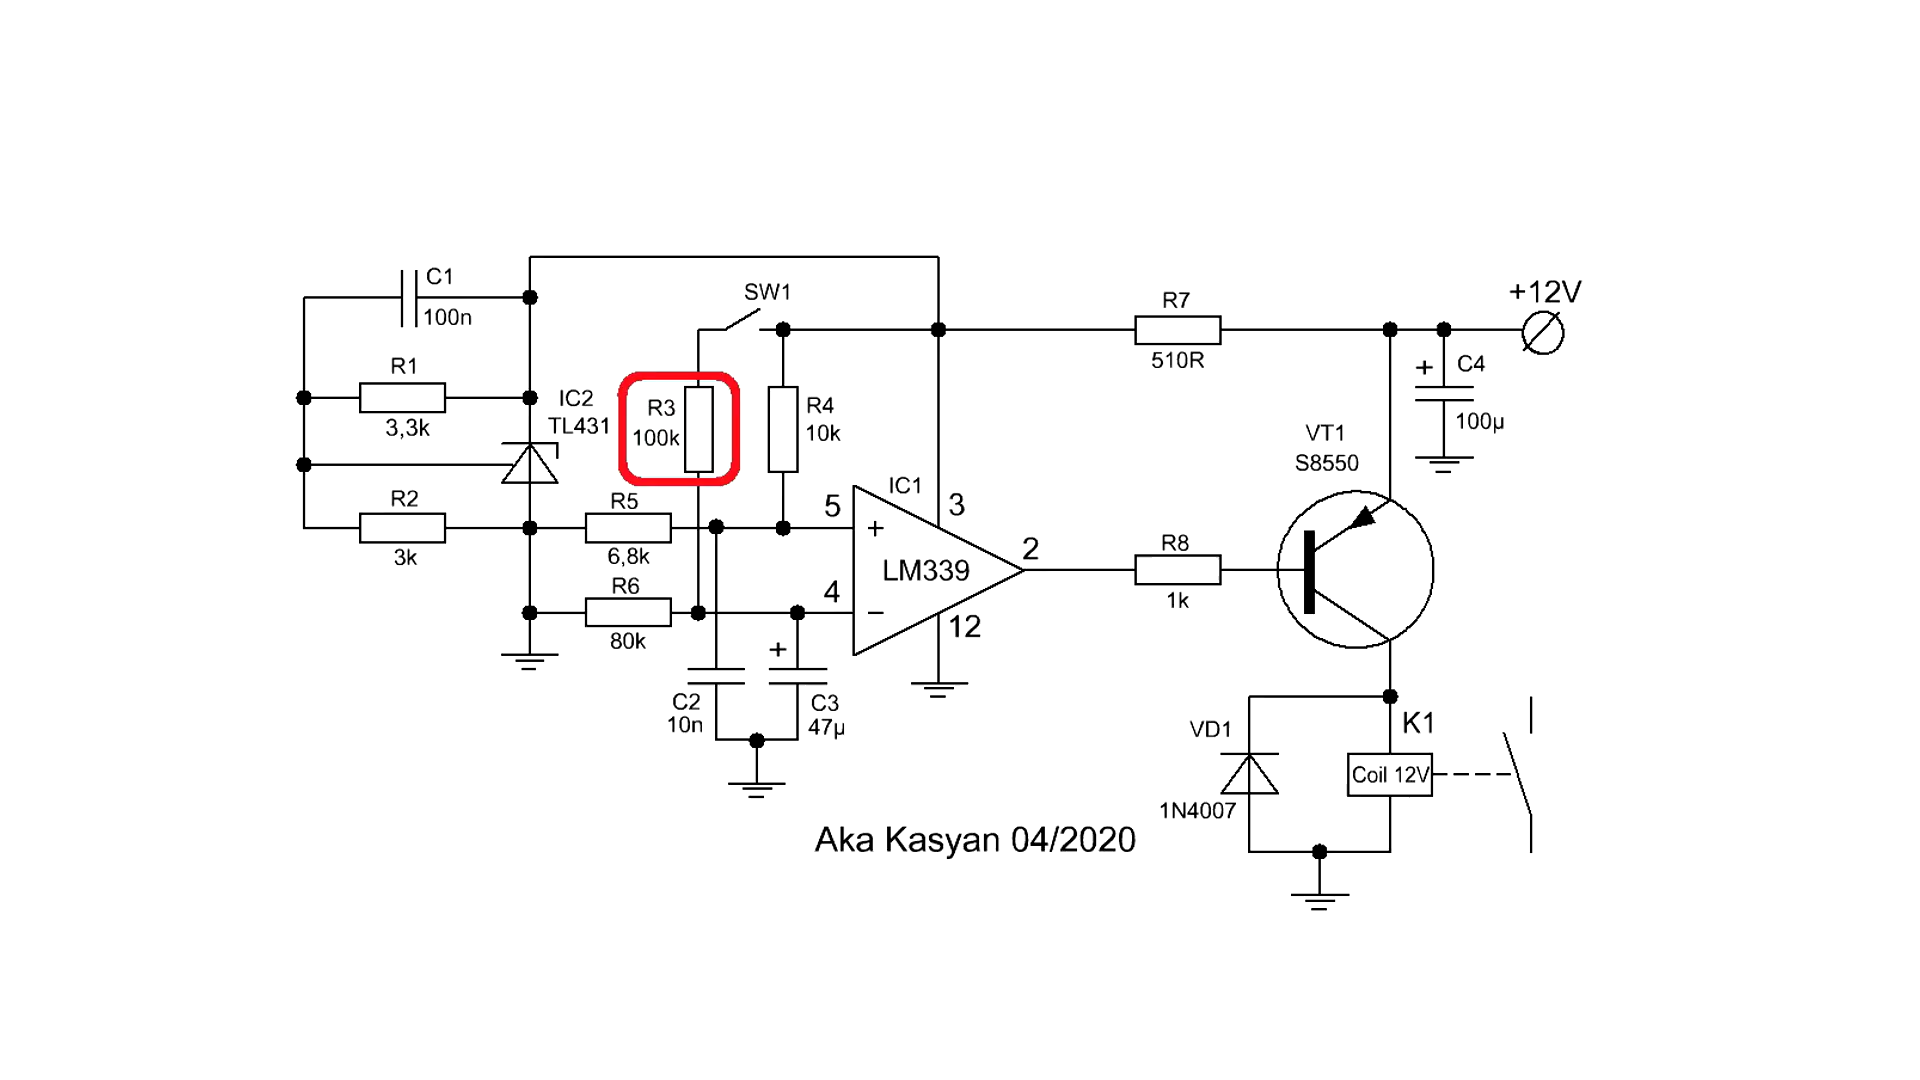 C1
100n
R1
3,3k
IC2
TL431
R2
3k
SW1
R3
100k
R4
10k
R5
6,8k
R6
80k
C2
10n
+
C3
47µ
IC1
LM339
5
+
4
−
3
2
12
R7
510R
+12V
+
C4
100µ
VT1
S8550
R8
1k
VD1
1N4007
K1
Coil 12V
Aka Kasyan 04/2020